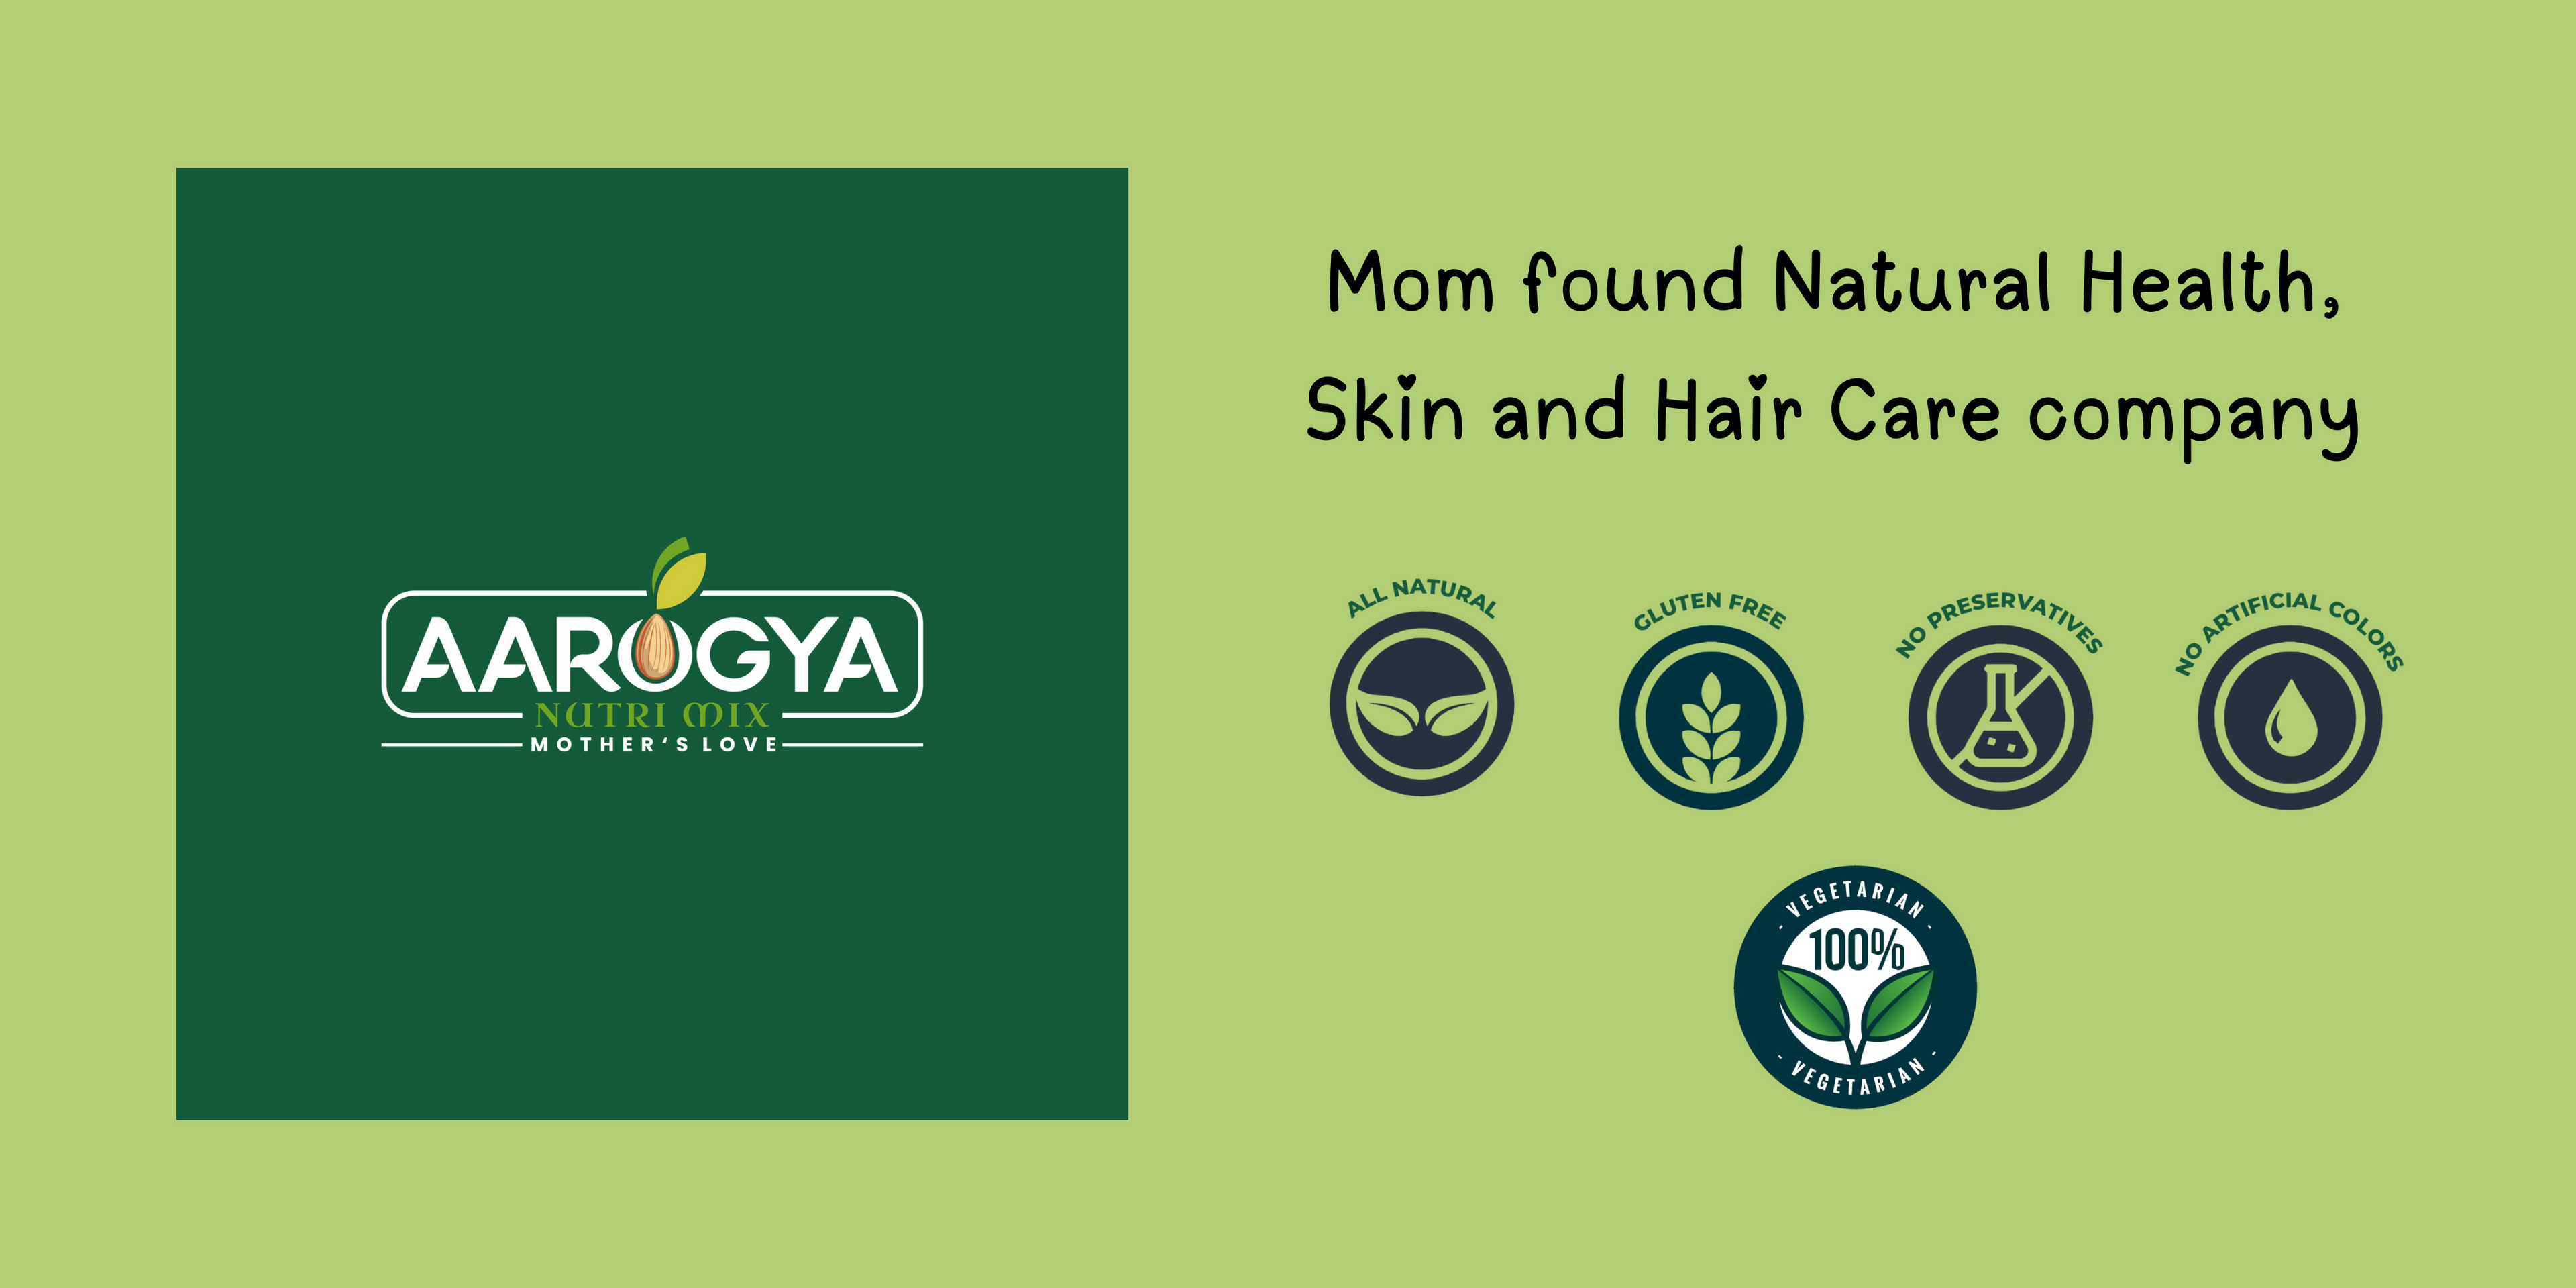 AAROGYA
NUTRI MIX
MOTHER‘S LOVE
Mom found Natural Health,
Skin and Hair Care company
ALL NATURAL
GLUTEN FREE
NO PRESERVATIVES
NO ARTIFICIAL COLORS
- VEGETARIAN -
100%
- VEGETARIAN -